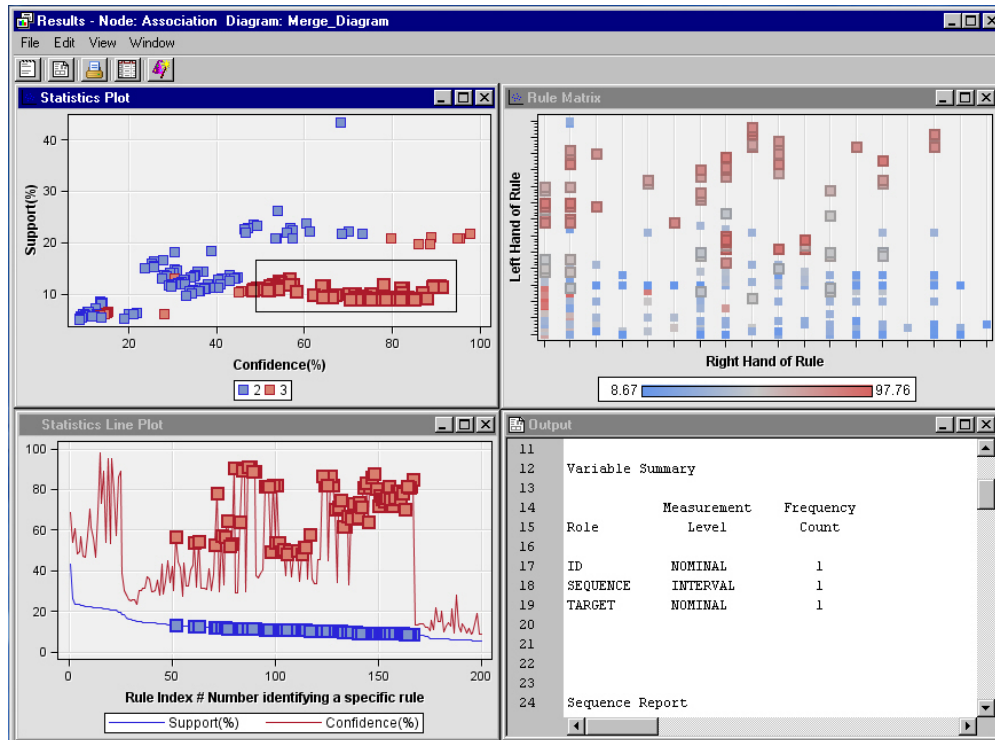 Results - Node: Association Diagram: Merge_Diagram
File Edit View Window
Statistics Plot
40
30
20
10
Support(%)
20 40 60 80 100
Confidence(%)
2 3
Rule Matrix
Left Hand of Rule
Right Hand of Rule
8.67 97.76
Statistics Line Plot
100
80
60
40
20
0
0 50 100 150 200
Rule Index # Number identifying a specific rule
Support(%) Confidence(%)
Output
11
12 Variable Summary
13
14 Measurement Frequency
15 Role Level Count
16
17 ID NOMINAL 1
18 SEQUENCE INTERVAL 1
19 TARGET NOMINAL 1
20
21
22
23
24 Sequence Report